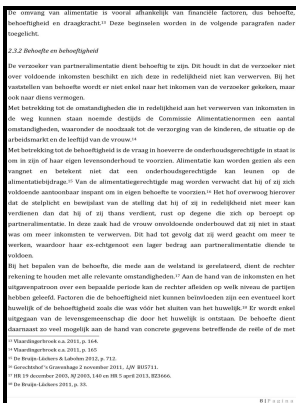 De omvang van alimentatie is vooral afhankelijk van financiële factoren, dus behoefte,
behoeftigheid en draagkracht.¹³ Deze beginselen worden in de volgende paragrafen nader
toegelicht.
2.3.2 Behoefte en behoeftigheid
De verzoeker van partneralimentatie dient behoeftig te zijn. Dit houdt in dat de verzoeker niet
over voldoende inkomsten beschikt en zich deze in redelijkheid niet kan verwerven. Bij het
vaststellen van behoefte wordt er niet enkel naar het inkomen van de verzoeker gekeken, maar
ook naar diens vermogen.
Met betrekking tot de omstandigheden die in redelijkheid aan het verwerven van inkomsten in
de weg kunnen staan noemde destijds de Commissie Alimentatienormen een aantal
omstandigheden, waaronder de noodzaak tot de verzorging van de kinderen, de situatie op de
arbeidsmarkt en de leeftijd van de vrouw.¹⁴
Met betrekking tot de behoeftigheid is de vraag in hoeverre de onderhoudsgerechtigde in staat is
om in zijn of haar eigen levensonderhoud te voorzien. Alimentatie kan worden gezien als een
vangnet en betekent niet dat een onderhoudsgerechtigde kan leunen op de
alimentatiebijdrage.¹⁵ Van de alimentatiegerechtigde mag worden verwacht dat hij of zij zich
voldoende aantoonbaar inspant om in eigen behoefte te voorzien.¹⁶ Het hof overwoog hierover
dat de stelplicht en bewijslast van de stelling dat hij of zij in redelijkheid niet meer kan
verdienen dan dat hij of zij thans verdient, rust op degene die zich op beroept op
partneralimentatie. In deze zaak had de vrouw onvoldoende onderbouwd dat zij niet in staat
was om meer inkomsten te verwerven. Dit had tot gevolg dat zij werd geacht om meer te
werken, waardoor haar ex-echtgenoot een lager bedrag aan partneralimentatie diende te
voldoen.
Bij het bepalen van de behoefte, die mede aan de welstand is gerelateerd, dient de rechter
rekening te houden met alle relevante omstandigheden.¹⁷ Aan de hand van de inkomsten en het
uitgavenpatroon over een bepaalde periode kan de rechter afleiden op welk niveau de partijen
hebben geleefd. Factoren die de behoeftigheid niet kunnen beïnvloeden zijn een eventueel kort
huwelijk of de behoeftigheid zoals die was vóór het sluiten van het huwelijk.¹⁸ Er wordt enkel
uitgegaan van de levensgemeenschap die door het huwelijk is ontstaan. De behoefte dient
daarnaast zo veel mogelijk aan de hand van concrete gegevens betreffende de reële of de met
¹³ Vlaardingerbroek e.a. 2011, p. 164.
¹⁴ Vlaardingerbroek e.a. 2011, p. 165
¹⁵ De Bruijn-Lückers & Labohm 2012, p. 712.
¹⁶ Gerechtshof 's Gravenhage 2 november 2011, LJN BU5711.
¹⁷ HR 19 december 2003, NJ 2003, 140 en HR 5 april 2013, BZ3666.
¹⁸ De Bruijn-Lückers 2011, p. 33.
8 | Pagina